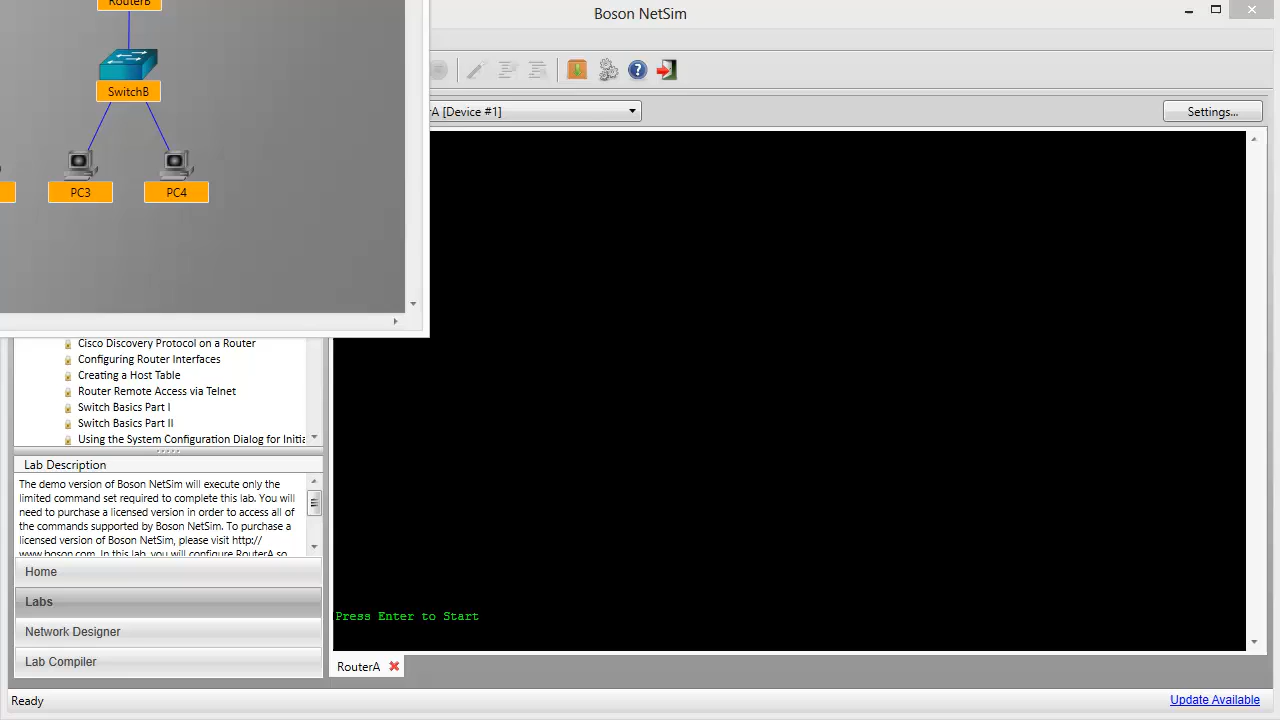 Boson NetSim
RouterB
SwitchB
PC3
PC4
A [Device #1]
Settings...
Cisco Discovery Protocol on a Router
Configuring Router Interfaces
Creating a Host Table
Router Remote Access via Telnet
Switch Basics Part I
Switch Basics Part II
Using the System Configuration Dialog for Initia
Lab Description
The demo version of Boson NetSim will execute only the
limited command set required to complete this lab. You will
need to purchase a licensed version in order to access all of
the commands supported by Boson NetSim. To purchase a
licensed version of Boson NetSim, please visit http://
www.boson.com. In this lab, you will configure RouterA so
Home
Labs
Network Designer
Lab Compiler
Press Enter to Start
RouterA
Ready
Update Available